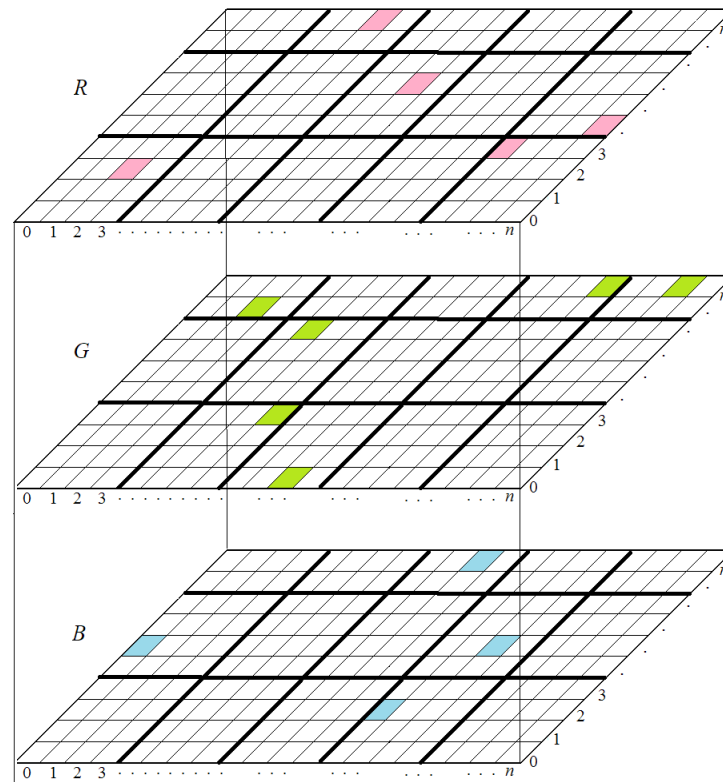 R
n
3
2
1
0
0 1 2 3 . . . . . . . . . . . . . . . . . . . . n
G
n
3
2
1
0
0 1 2 3 . . . . . . . . . . . . . . . . . . . . n
B
n
3
2
1
0
0 1 2 3 . . . . . . . . . . . . . . . . . . . . n